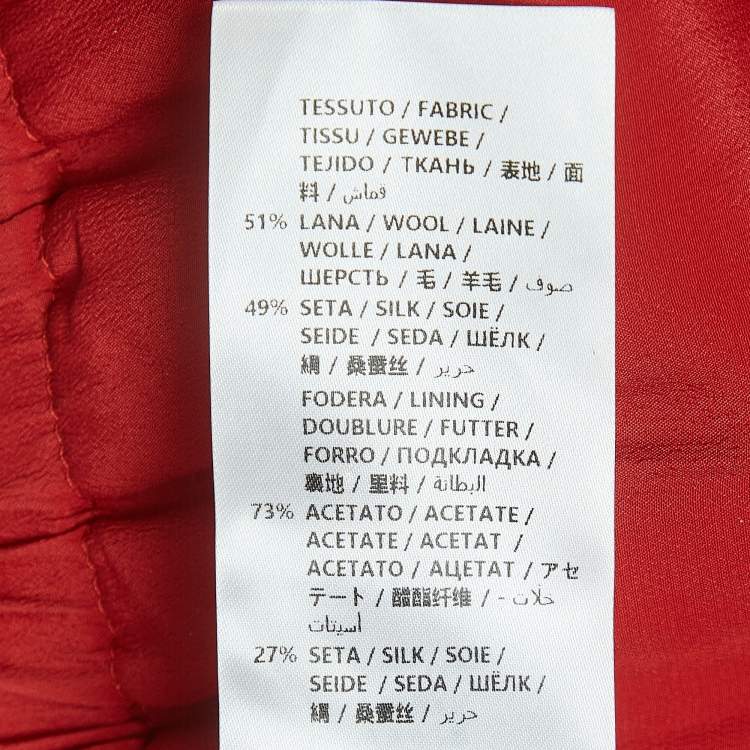 TESSUTO / FABRIC /
TISSU / GEWEBE /
TEJIDO / ТКАНЬ / 表地 / 面
料 / قماش
51% LANA / WOOL / LAINE /
WOLLE / LANA /
ШЕРСТЬ / 毛 / 羊毛 / صوف
49% SETA / SILK / SOIE /
SEIDE / SEDA / ШЁЛК /
絹 / 桑蚕丝 / حرير
FODERA / LINING /
DOUBLURE / FUTTER /
FORRO / ПОДКЛАДКА /
裏地 / 里料 / البطانة
73% ACETATO / ACETATE /
ACETATE / ACETAT /
ACETATO / АЦЕТАТ / アセ
テート / 醋酯纤维 / - خلات
أسيتات
27% SETA / SILK / SOIE /
SEIDE / SEDA / ШЁЛК /
絹 / 桑蚕丝 / حرير